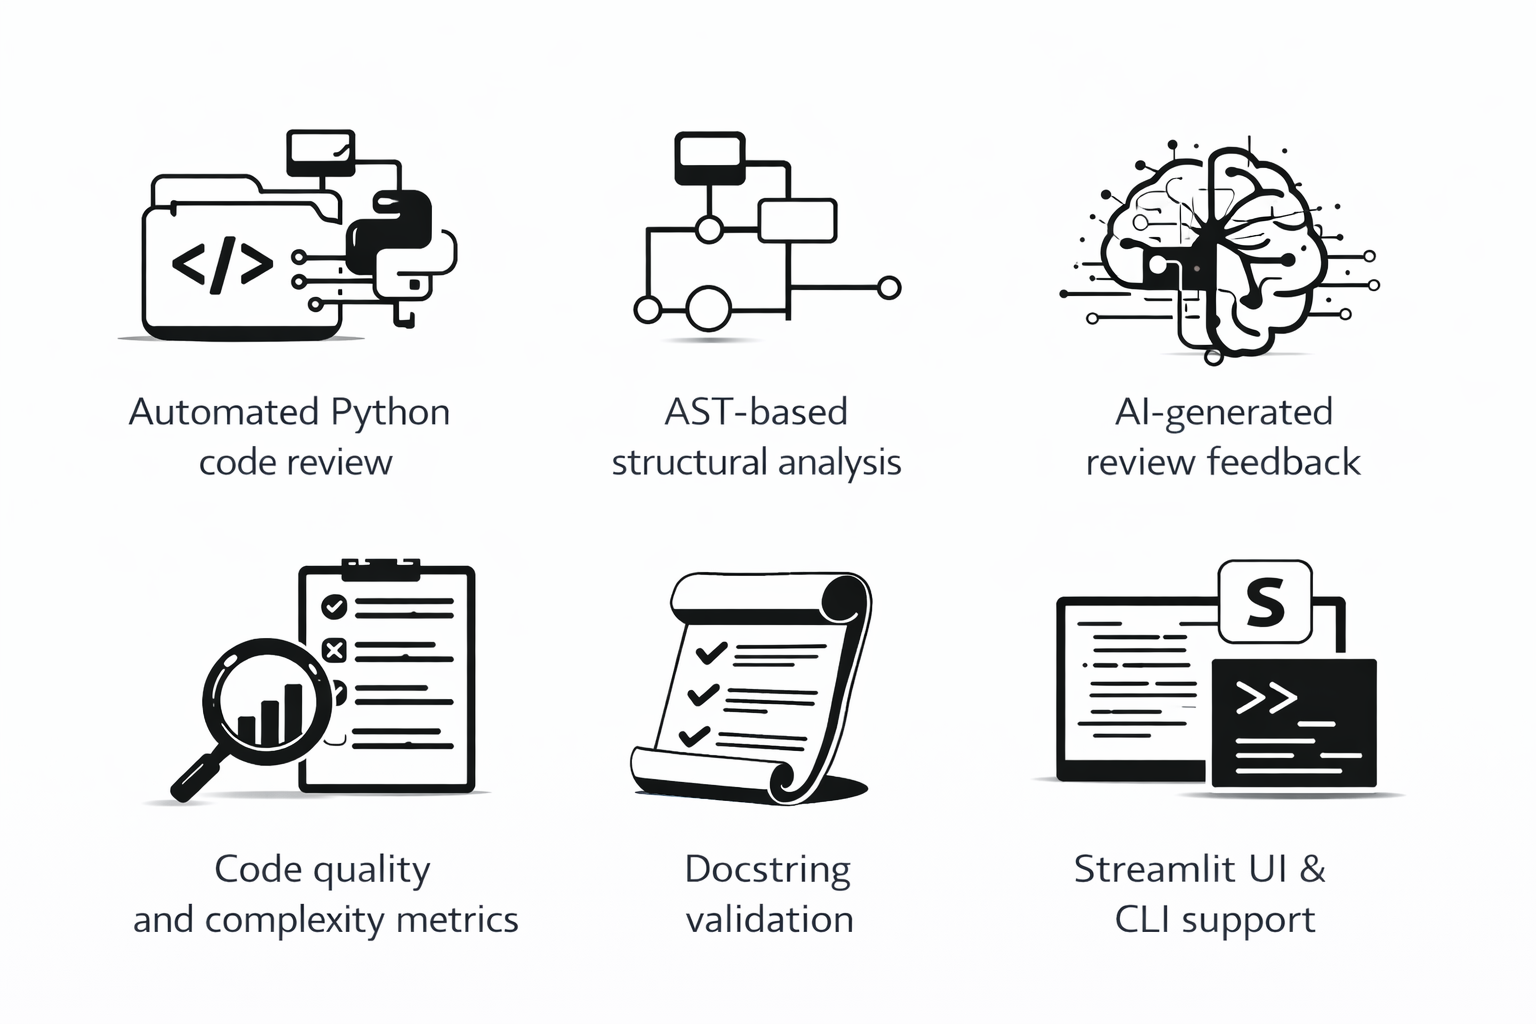 </>
Automated Python
code review
AST-based
structural analysis
AI-generated
review feedback
Code quality
and complexity metrics
Docstring
validation
S
>>
Streamlit UI &
CLI support